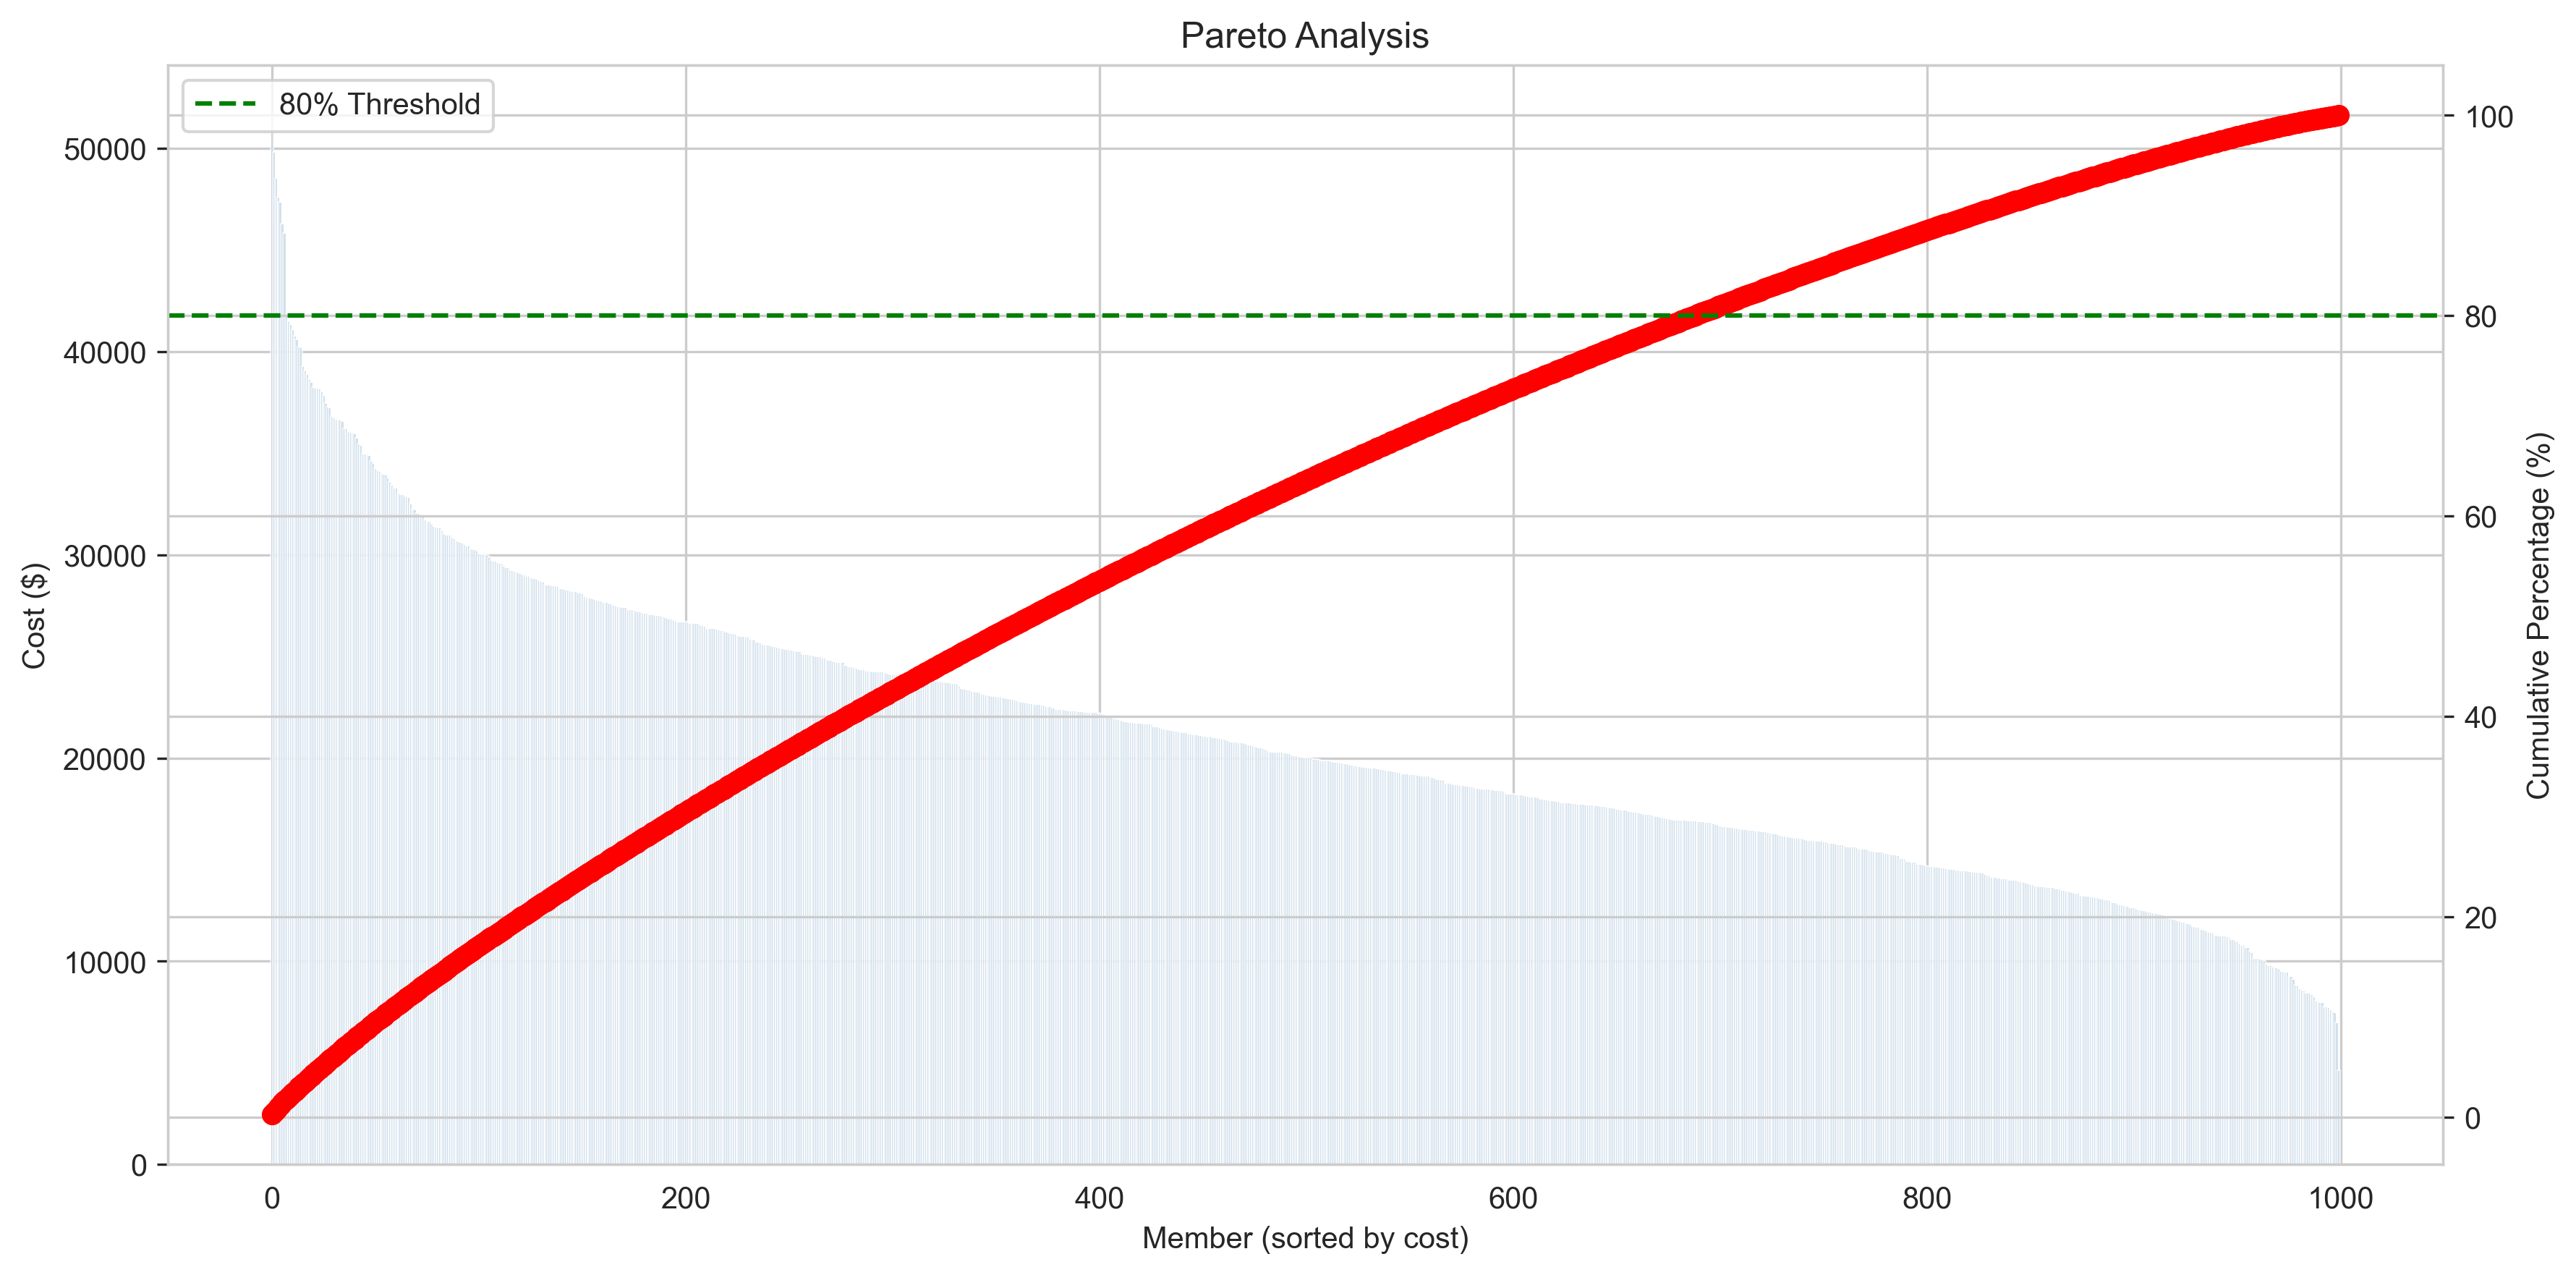 Pareto Analysis
80% Threshold
50000
40000
30000
20000
10000
0
Cost ($)
100
80
60
40
20
0
Cumulative Percentage (%)
0 200 400 600 800 1000
Member (sorted by cost)